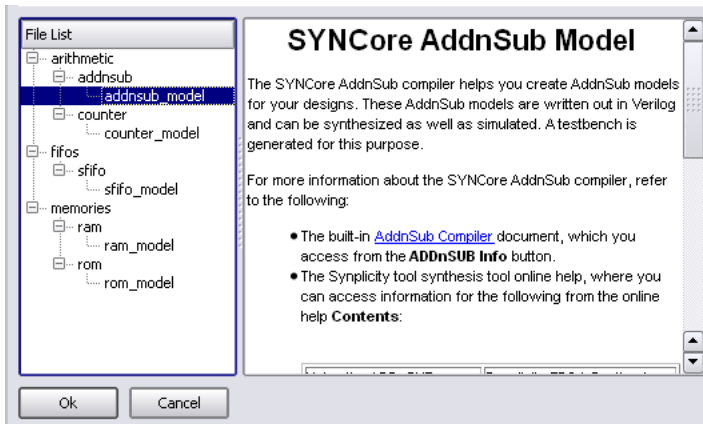 File List
arithmetic
addnsub
addnsub_model
counter
counter_model
fifos
sfifo
sfifo_model
memories
ram
ram_model
rom
rom_model
SYNCore AddnSub Model
The SYNCore AddnSub compiler helps you create AddnSub models
for your designs. These AddnSub models are written out in Verilog
and can be synthesized as well as simulated. A testbench is
generated for this purpose.
For more information about the SYNCore AddnSub compiler, refer
to the following:
• The built-in AddnSub Compiler document, which you
access from the ADDnSUB Info button.
• The Synplicity tool synthesis tool online help, where you
can access information for the following from the online
help Contents:
Ok
Cancel